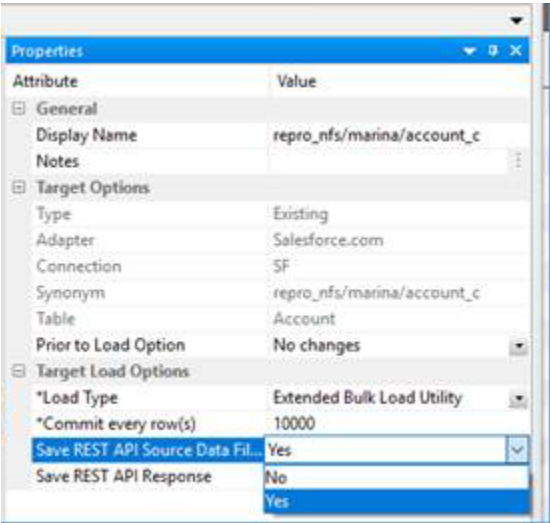 Properties
Attribute Value
General
Display Name repro_nfs/marina/account_c
Notes
Target Options
Type Existing
Adapter Salesforce.com
Connection SF
Synonym repro_nfs/marina/account_c
Table Account
Prior to Load Option No changes
Target Load Options
*Load Type Extended Bulk Load Utility
*Commit every row(s) 10000
Save REST API Source Data Fil... Yes
Save REST API Response No
Yes